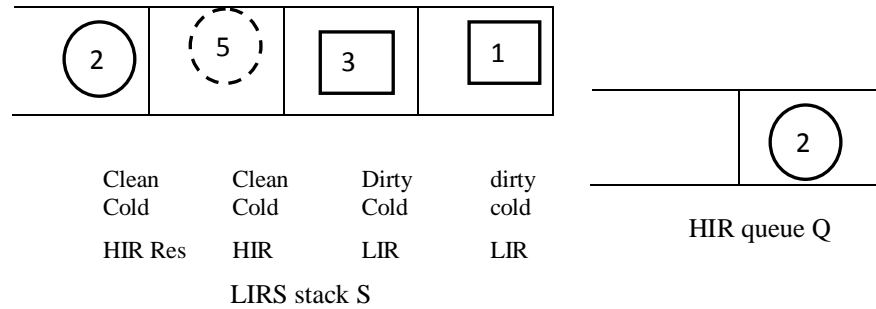 2 5 3 1
2
Clean Clean Dirty dirty
Cold Cold Cold cold
HIR Res HIR LIR LIR
HIR queue Q
LIRS stack S